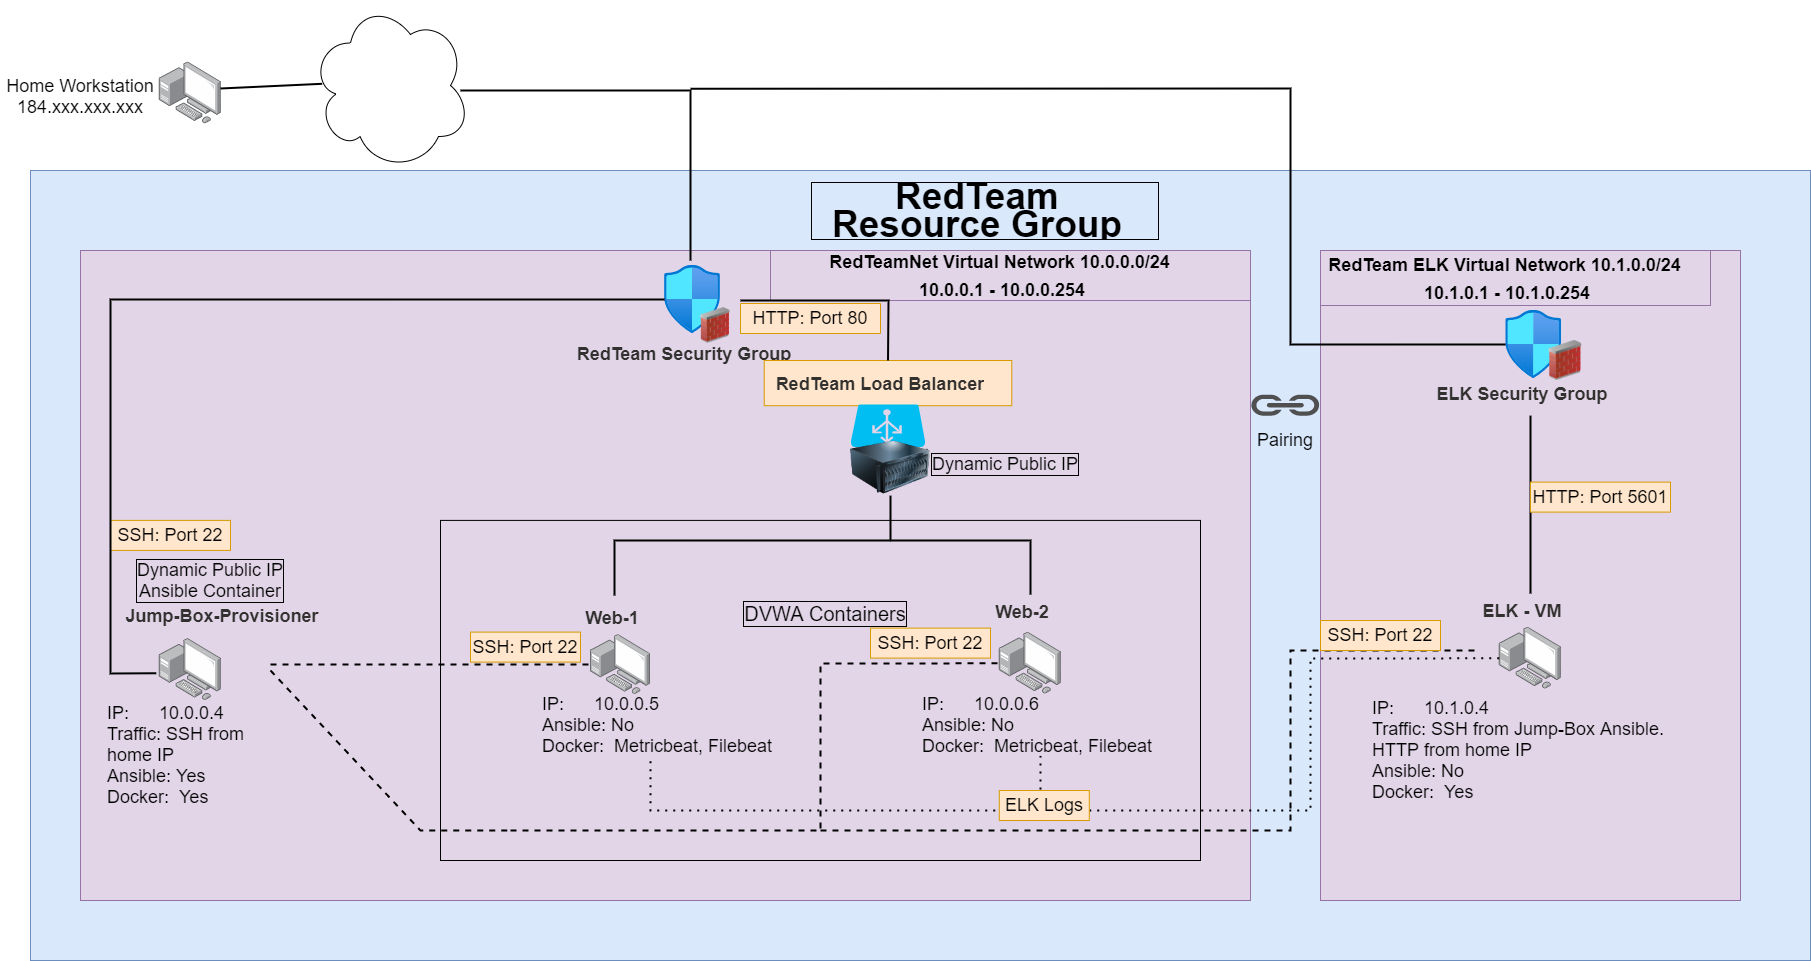 Home Workstation
184.xxx.xxx.xxx
RedTeam
Resource Group
RedTeamNet Virtual Network 10.0.0.0/24
10.0.0.1 - 10.0.0.254
RedTeam ELK Virtual Network 10.1.0.0/24
10.1.0.1 - 10.1.0.254
HTTP: Port 80
RedTeam Security Group
RedTeam Load Balancer
ELK Security Group
Pairing
Dynamic Public IP
HTTP: Port 5601
SSH: Port 22
Dynamic Public IP
Ansible Container
Jump-Box-Provisioner
Web-1
DVWA Containers
Web-2
ELK - VM
SSH: Port 22
SSH: Port 22
SSH: Port 22
IP: 10.0.0.4
Traffic: SSH from
home IP
Ansible: Yes
Docker: Yes
IP: 10.0.0.5
Ansible: No
Docker: Metricbeat, Filebeat
IP: 10.0.0.6
Ansible: No
Docker: Metricbeat, Filebeat
IP: 10.1.0.4
Traffic: SSH from Jump-Box Ansible.
HTTP from home IP
Ansible: No
Docker: Yes
ELK Logs